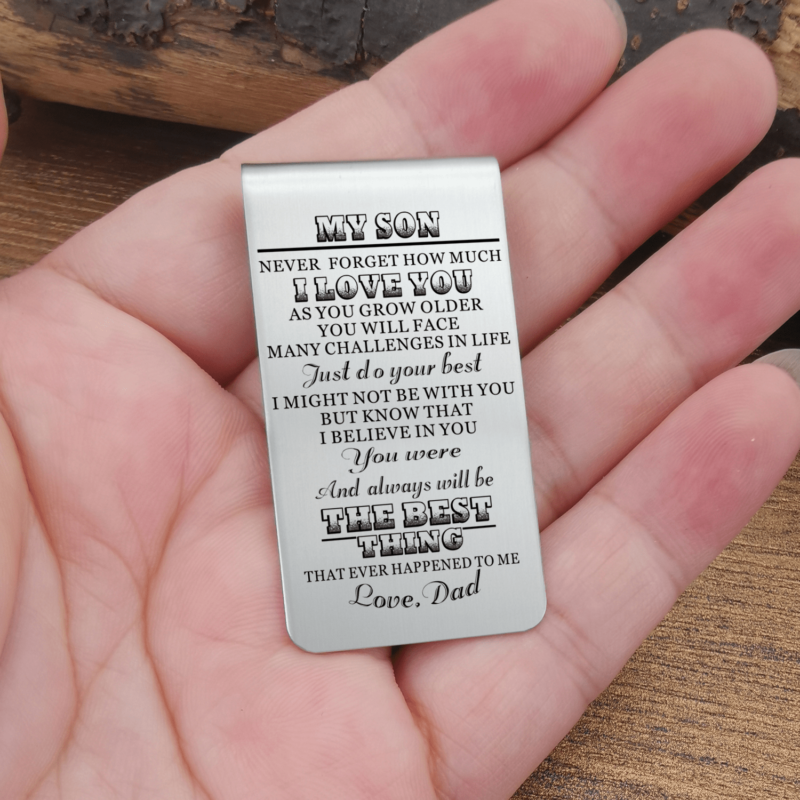 MY SON
NEVER FORGET HOW MUCH
I LOVE YOU
AS YOU GROW OLDER
YOU WILL FACE
MANY CHALLENGES IN LIFE
Just do your best
I MIGHT NOT BE WITH YOU
BUT KNOW THAT
I BELIEVE IN YOU
You were
And always will be
THE BEST
THING
THAT EVER HAPPENED TO ME
Love, Dad